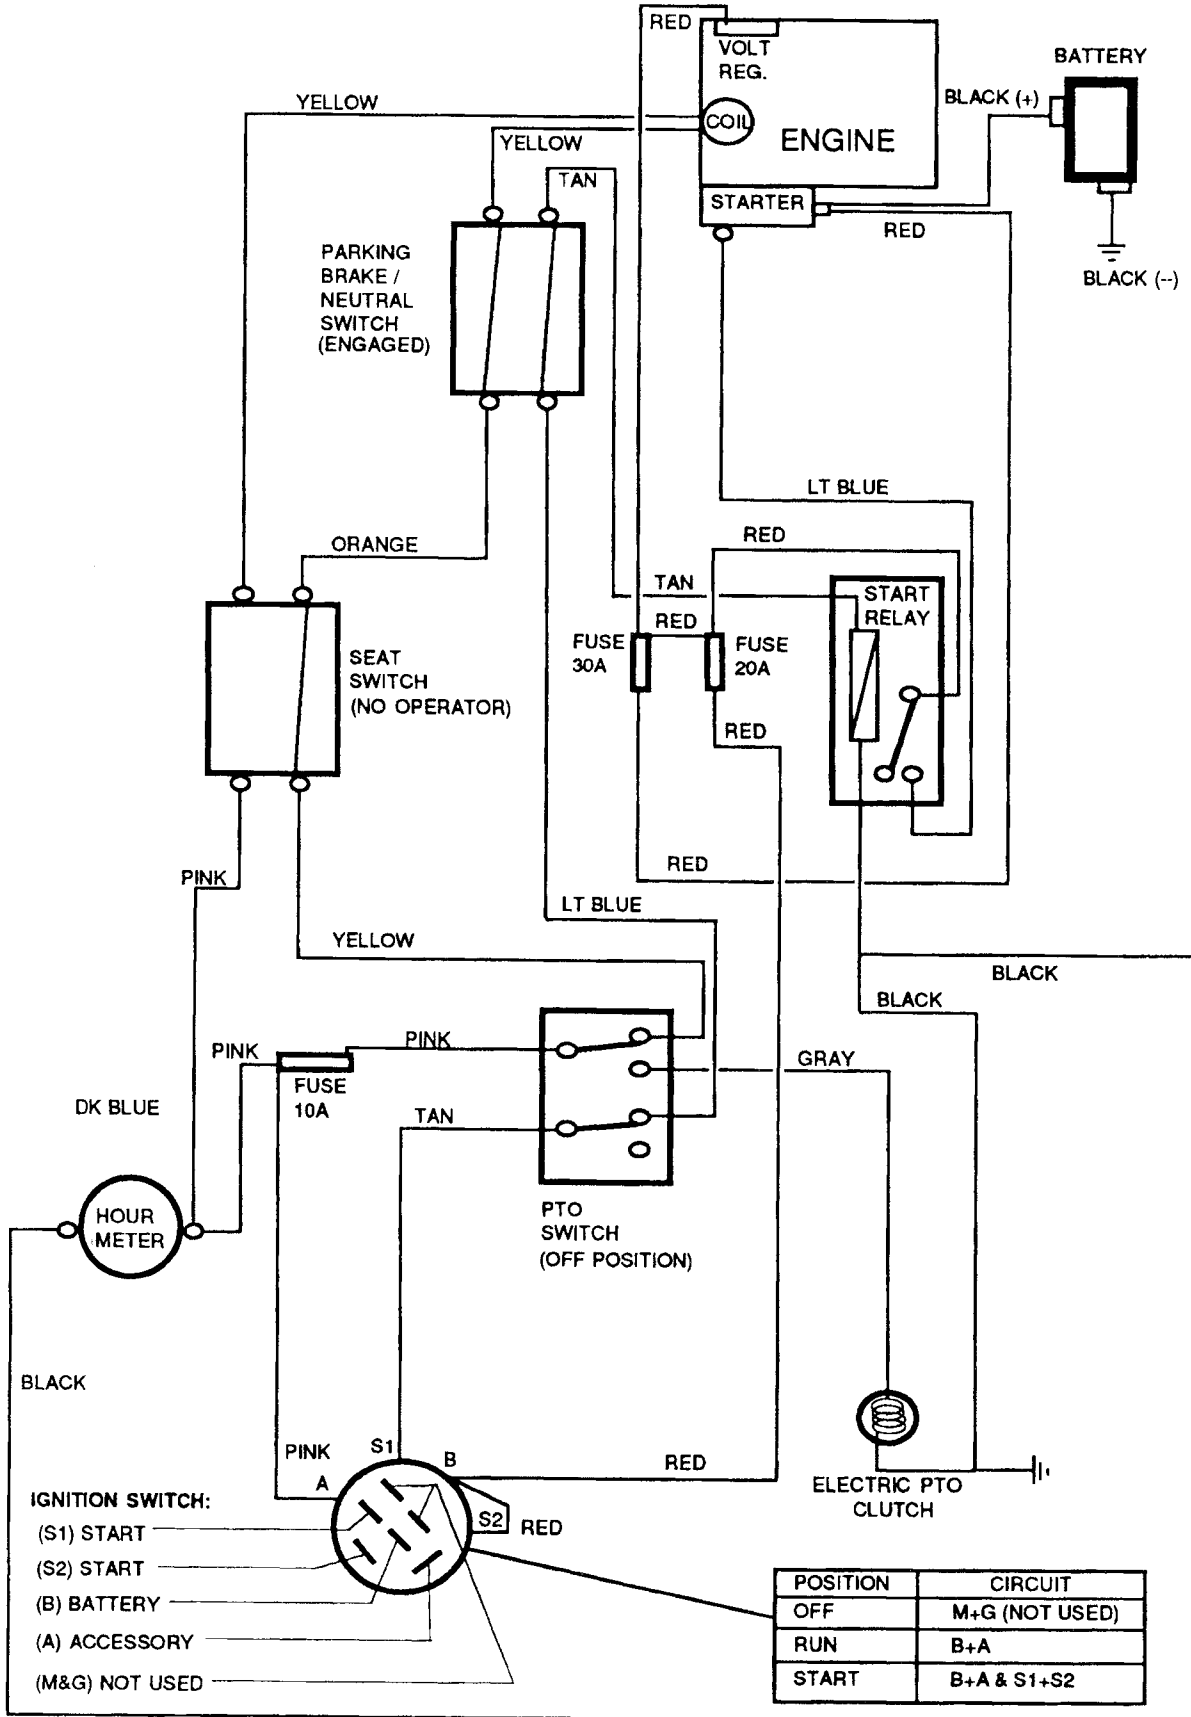 RED
VOLT
REG.
BATTERY
YELLOW
BLACK (+)
COIL
ENGINE
YELLOW
TAN
STARTER
RED
PARKING
BRAKE /
NEUTRAL
SWITCH
(ENGAGED)
BLACK (--)
LT BLUE
RED
ORANGE
TAN
START
RELAY
RED
FUSE
30A
FUSE
20A
SEAT
SWITCH
(NO OPERATOR)
RED
RED
PINK
LT BLUE
YELLOW
BLACK
BLACK
PINK
PINK
GRAY
FUSE
10A
DK BLUE
TAN
HOUR
METER
PTO
SWITCH
(OFF POSITION)
BLACK
PINK
A
S1
B
RED
ELECTRIC PTO
CLUTCH
IGNITION SWITCH:
S2
RED
(S1) START
(S2) START
(B) BATTERY
(A) ACCESSORY
(M&G) NOT USED
POSITION CIRCUIT
OFF M+G (NOT USED)
RUN B+A
START B+A & S1+S2